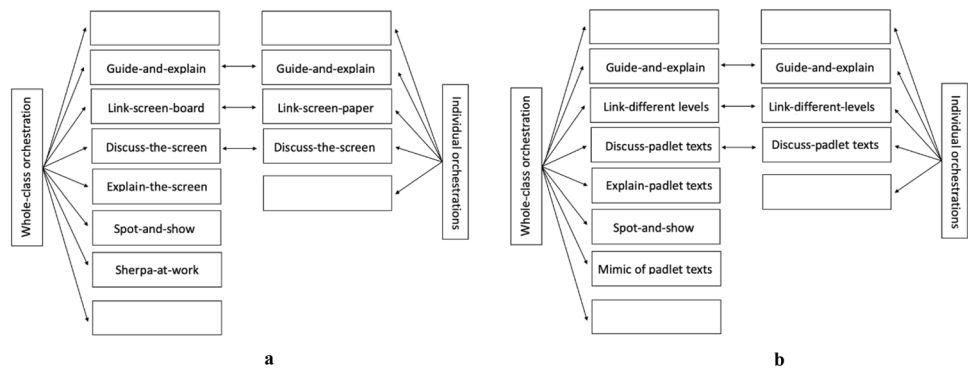 Whole-class orchestration
Guide-and-explain
Link-screen-board
Discuss-the-screen
Explain-the-screen
Spot-and-show
Sherpa-at-work
Guide-and-explain
Link-screen-paper
Discuss-the-screen
Individual orchestrations
a
Whole-class orchestration
Guide-and-explain
Link-different levels
Discuss-padlet texts
Explain-padlet texts
Spot-and-show
Mimic of padlet texts
Guide-and-explain
Link-different-levels
Discuss-padlet texts
Individual orchestrations
b